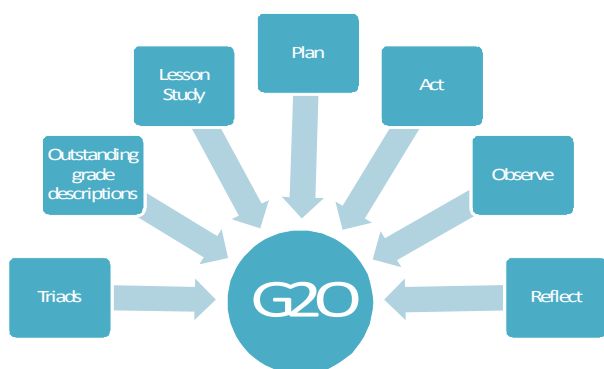 Plan
Lesson
Study
Act
Outstanding
grade
descriptions
Observe
Triads
G2O
Reflect